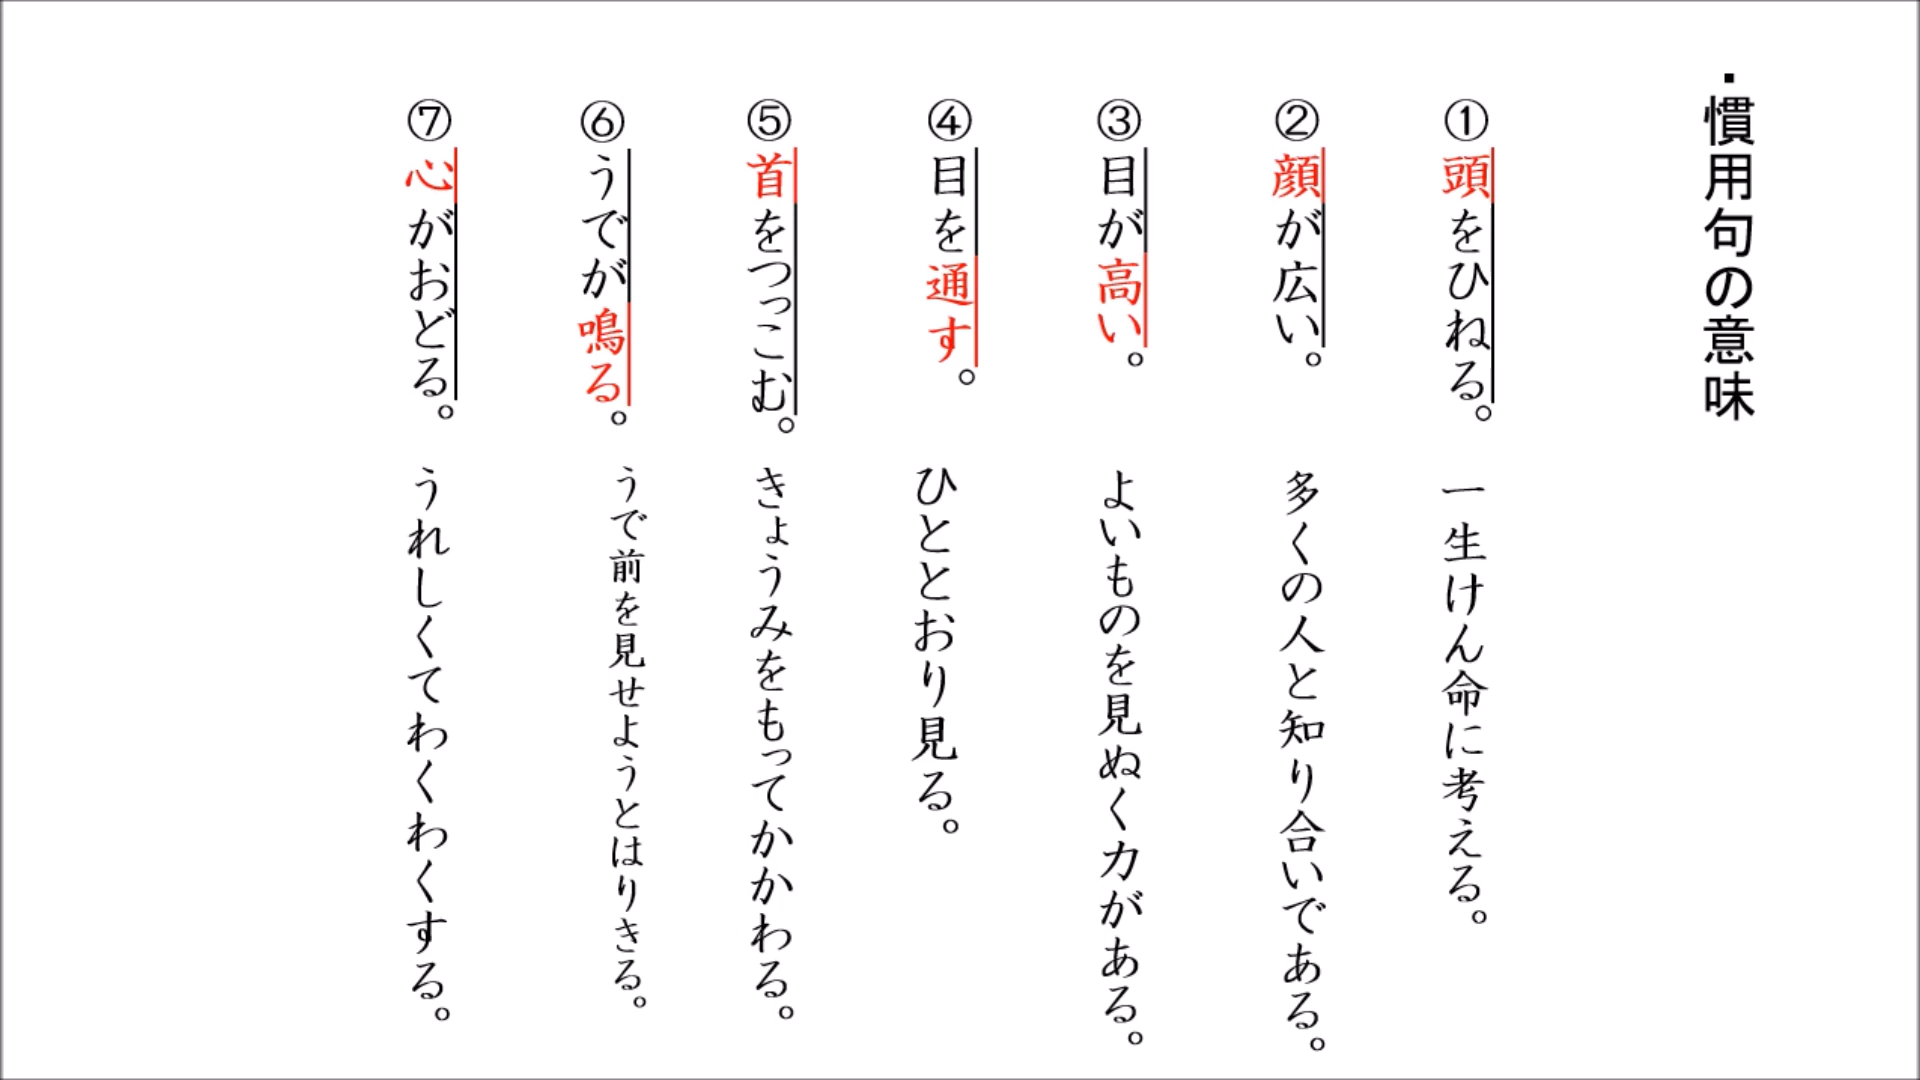 ・慣用句の意味
①頭をひねる。 一生けん命に考える。
②顔が広い。 多くの人と知り合いである。
③目が高い。 よいものを見ぬく力がある。
④目を通す。 ひととおり見る。
⑤首をつっこむ。 きょうみをもってかかわる。
⑥うでが鳴る。 うで前を見せようとはりきる。
⑦心がおどる。 うれしくてわくわくする。